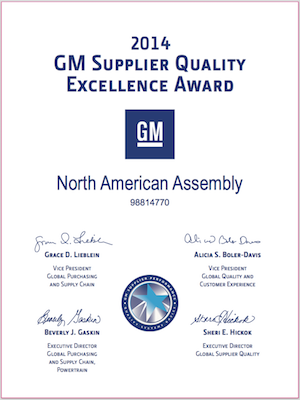 2014
GM Supplier Quality
Excellence Award
GM
North American Assembly
98814770
Grace D. Lieblein
Vice President
Global Purchasing
and Supply Chain
Alicia S. Boler-Davis
Vice President
Global Quality and
Customer Experience
Beverly J. Gaskin
Executive Director
Global Purchasing
and Supply Chain,
Powertrain
Sheri E. Hickok
Executive Director
Global Supplier Quality